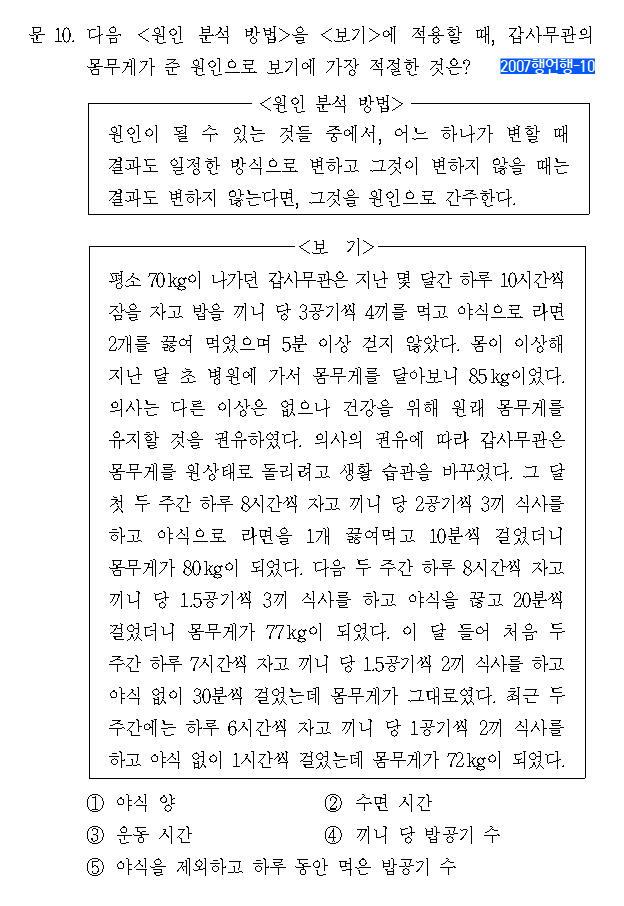 문 10. 다음 <원인 분석 방법>을 <보기>에 적용할 때, 갑사무관의
몸무게가 준 원인으로 보기에 가장 적절한 것은? 2007행언행-10
<원인 분석 방법>
원인이 될 수 있는 것들 중에서, 어느 하나가 변할 때
결과도 일정한 방식으로 변하고 그것이 변하지 않을 때는
결과도 변하지 않는다면, 그것을 원인으로 간주한다.
<보 기>
평소 70kg이 나가던 갑사무관은 지난 몇 달간 하루 10시간씩
잠을 자고 밥을 끼니 당 3공기씩 4끼를 먹고 야식으로 라면
2개를 끓여 먹었으며 5분 이상 걷지 않았다. 몸이 이상해
지난 달 초 병원에 가서 몸무게를 달아보니 85kg이었다.
의사는 다른 이상은 없으나 건강을 위해 원래 몸무게를
유지할 것을 권유하였다. 의사의 권유에 따라 갑사무관은
몸무게를 원상태로 돌리려고 생활 습관을 바꾸었다. 그 달
첫 두 주간 하루 8시간씩 자고 끼니 당 2공기씩 3끼 식사를
하고 야식으로 라면을 1개 끓여먹고 10분씩 걸었더니
몸무게가 80kg이 되었다. 다음 두 주간 하루 8시간씩 자고
끼니 당 1.5공기씩 3끼 식사를 하고 야식을 끊고 20분씩
걸었더니 몸무게가 77kg이 되었다. 이 달 들어 처음 두
주간 하루 7시간씩 자고 끼니 당 1.5공기씩 2끼 식사를 하고
야식 없이 30분씩 걸었는데 몸무게가 그대로였다. 최근 두
주간에는 하루 6시간씩 자고 끼니 당 1공기씩 2끼 식사를
하고 야식 없이 1시간씩 걸었는데 몸무게가 72kg이 되었다.
① 야식 양 ② 수면 시간
③ 운동 시간 ④ 끼니 당 밥공기 수
⑤ 야식을 제외하고 하루 동안 먹은 밥공기 수